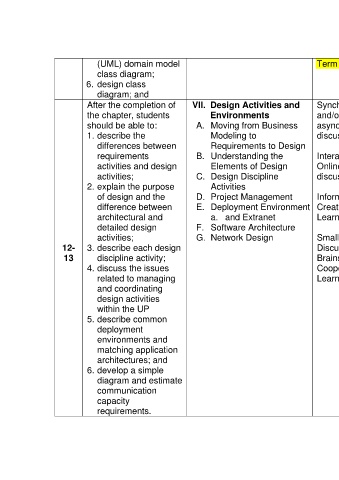 (UML) domain model
class diagram;
6. design class
diagram; and
Term
12-
13
After the completion of
the chapter, students
should be able to:
1. describe the
differences between
requirements
activities and design
activities;
2. explain the purpose
of design and the
difference between
architectural and
detailed design
activities;
3. describe each design
discipline activity;
4. discuss the issues
related to managing
and coordinating
design activities
within the UP
5. describe common
deployment
environments and
matching application
architectures; and
6. develop a simple
diagram and estimate
communication
capacity
requirements.
VII. Design Activities and
Environments
A. Moving from Business
Modeling to
Requirements to Design
B. Understanding the
Elements of Design
C. Design Discipline
Activities
D. Project Management
E. Deployment Environment
a. and Extranet
F. Software Architecture
G. Network Design
Synch
and/o
async
discus
Intera
Online
discus
Inform
Creat
Learn
Small
Discu
Brains
Coope
Learn